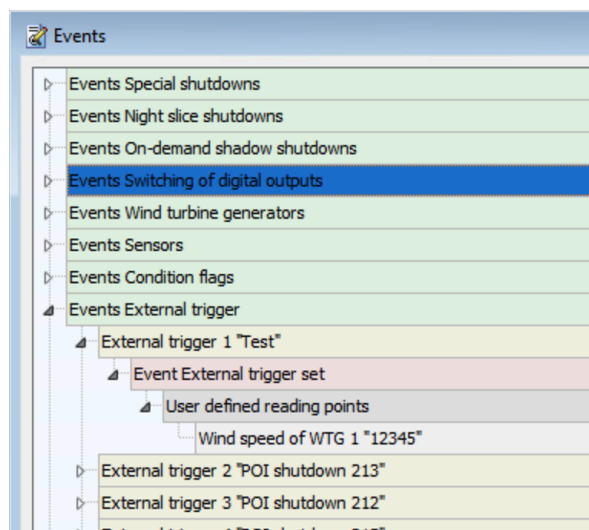 Events
Events Special shutdowns
Events Night slice shutdowns
Events On-demand shadow shutdowns
Events Switching of digital outputs
Events Wind turbine generators
Events Sensors
Events Condition flags
Events External trigger
External trigger 1 "Test"
Event External trigger set
User defined reading points
Wind speed of WTG 1 "12345"
External trigger 2 "POI shutdown 213"
External trigger 3 "POI shutdown 212"